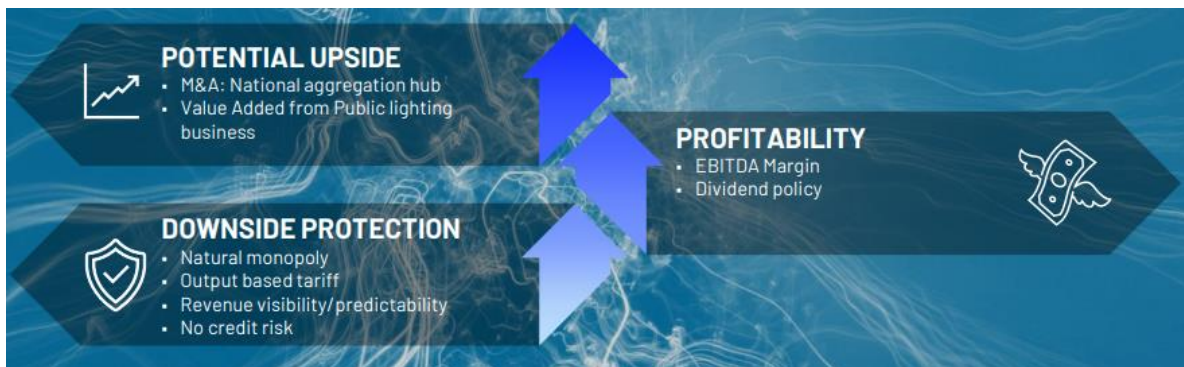 POTENTIAL UPSIDE
▪ M&A: National aggregation hub
▪ Value Added from Public lighting
business
PROFITABILITY
▪ EBITDA Margin
▪ Dividend policy
DOWNSIDE PROTECTION
▪ Natural monopoly
▪ Output based tariff
▪ Revenue visibility/predictability
▪ No credit risk